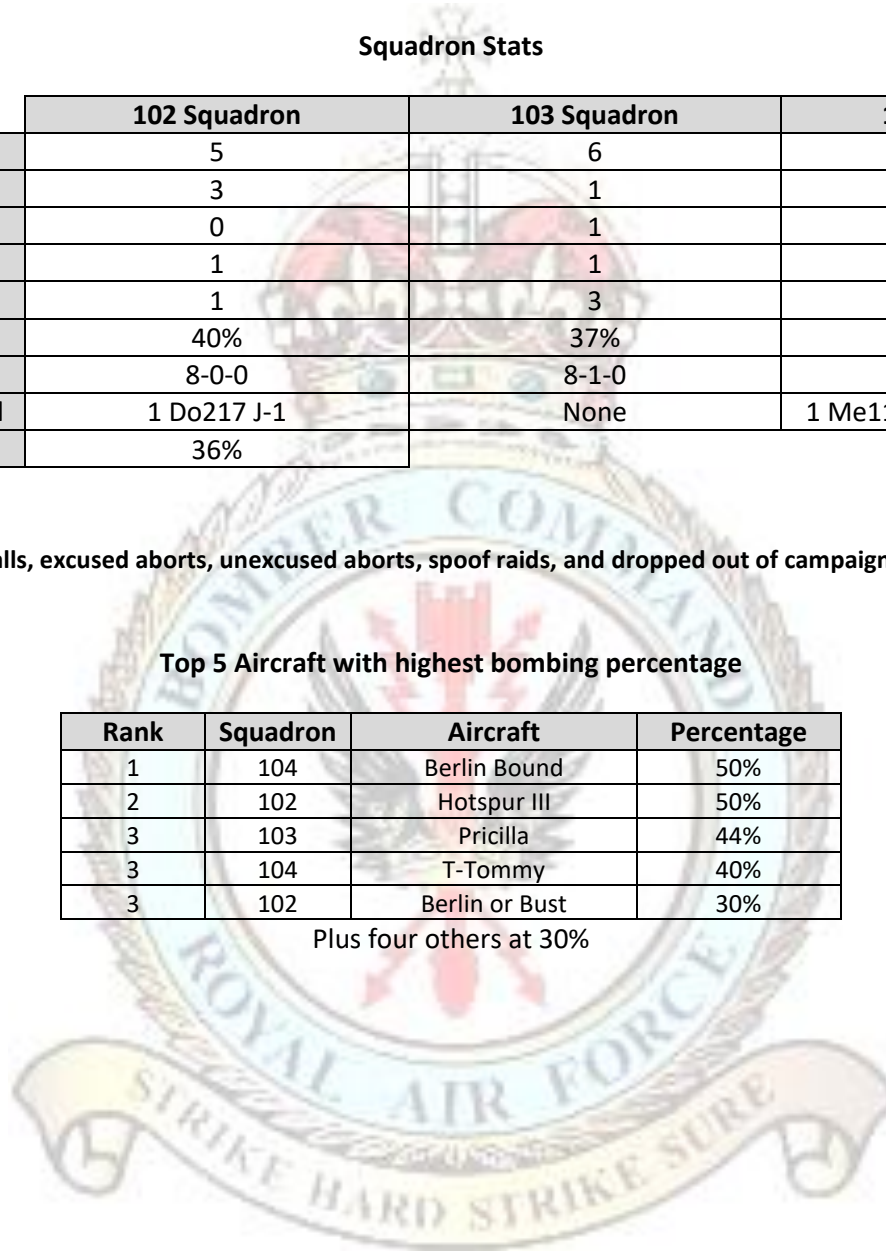 Squadron Stats
102 Squadron 103 Squadron
5 6
3 1
0 1
1 1
1 3
40% 37%
8-0-0 8-1-0
1 Do217 J-1 None 1 Me11
36%
alls, excused aborts, unexcused aborts, spoof raids, and dropped out of campaign
Top 5 Aircraft with highest bombing percentage
Rank Squadron Aircraft Percentage
1 104 Berlin Bound 50%
2 102 Hotspur III 50%
3 103 Pricilla 44%
3 104 T-Tommy 40%
3 102 Berlin or Bust 30%
Plus four others at 30%
BOMBER COMMAND
ROYAL AIR FORCE
STRIKE HARD STRIKE SURE